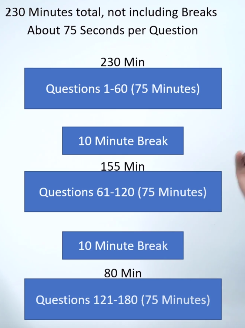 230 Minutes total, not including Breaks
About 75 Seconds per Question
230 Min
Questions 1-60 (75 Minutes)
10 Minute Break
155 Min
Questions 61-120 (75 Minutes)
10 Minute Break
80 Min
Questions 121-180 (75 Minutes)